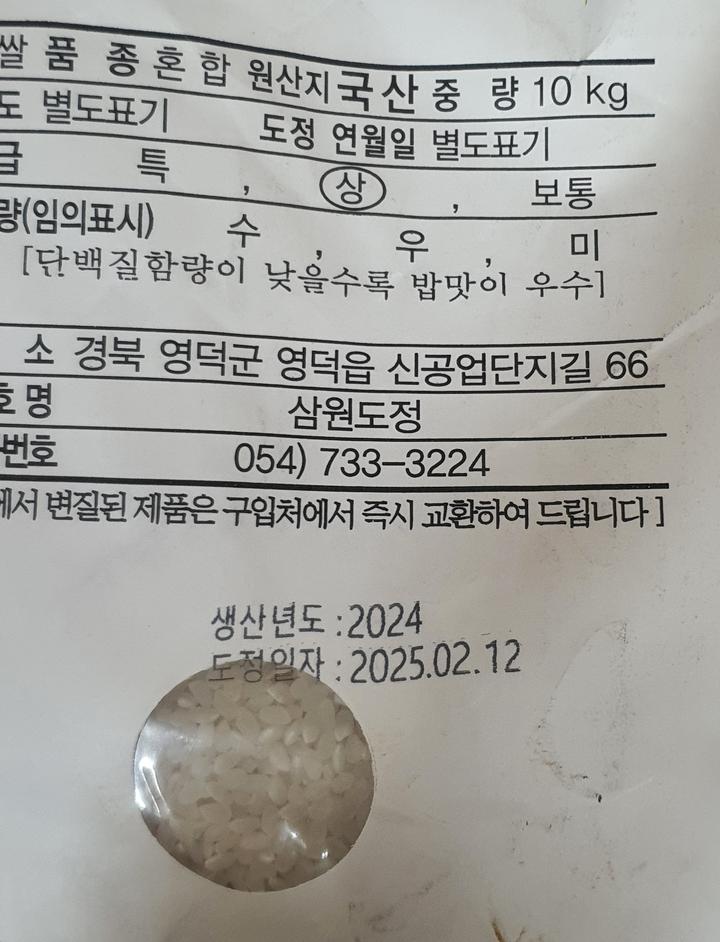 쌀 품 종 혼 합 원산지 국 산 중 량 10 kg
도 별도표기 도정 연월일 별도표기
급 특 , 상 , 보통
량(임의표시) 수 , 우 , 미
[단백질함량이 낮을수록 밥맛이 우수]
소 경북 영덕군 영덕읍 신공업단지길 66
호 명 삼원도정
번호 054) 733-3224
에서 변질된 제품은 구입처에서 즉시 교환하여 드립니다 ]
생산년도 : 2024
도정일자 : 2025.02.12